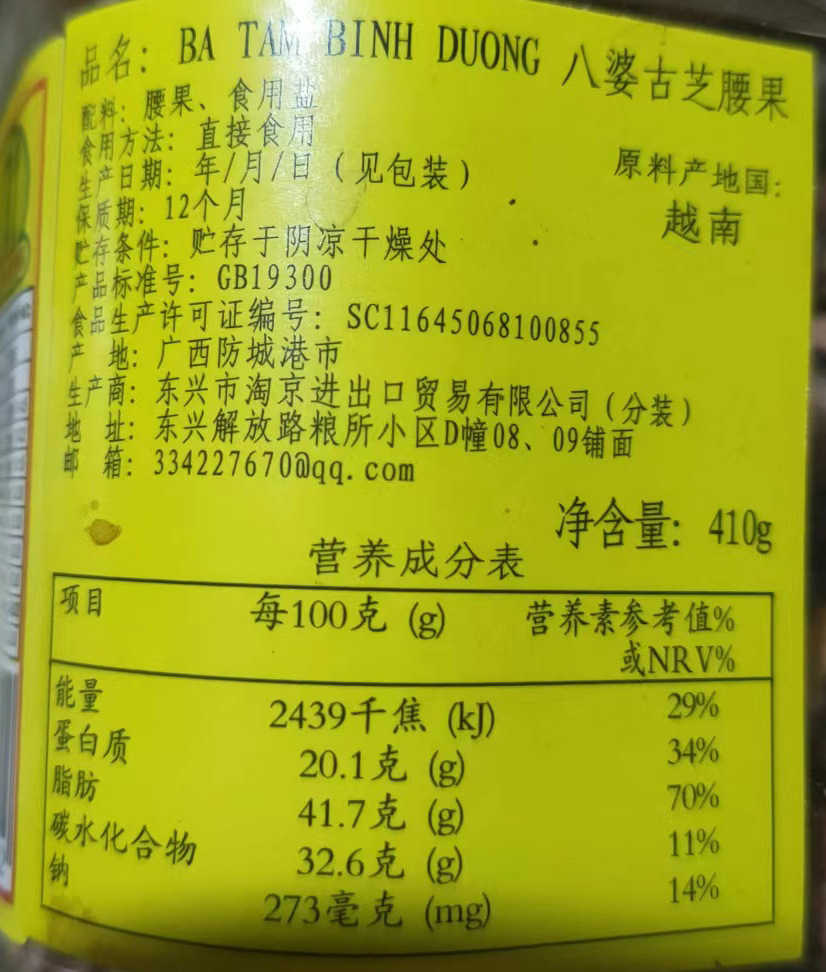 品名: BA TAM BINH DUONG 八婆古芝腰果
配料: 腰果、食用盐
食用方法: 直接食用
生产日期: 年/月/日 (见包装)
保质期: 12个月
贮存条件: 贮存于阴凉干燥处
原料产地国:
越南
产品标准号: GB19300
食品生产许可证编号: SC11645068100855
产 地: 广西防城港市
生产商: 东兴市淘京进出口贸易有限公司 (分装)
地 址: 东兴解放路粮所小区D幢08、09铺面
邮 箱: 334227670@qq.com
净含量: 410g
营养成分表
项目 每100克 (g) 营养素参考值%
或NRV%
能量 2439千焦 (kJ) 29%
蛋白质 20.1克 (g) 34%
脂肪 41.7克 (g) 70%
碳水化合物 32.6克 (g) 11%
钠 273毫克 (mg) 14%